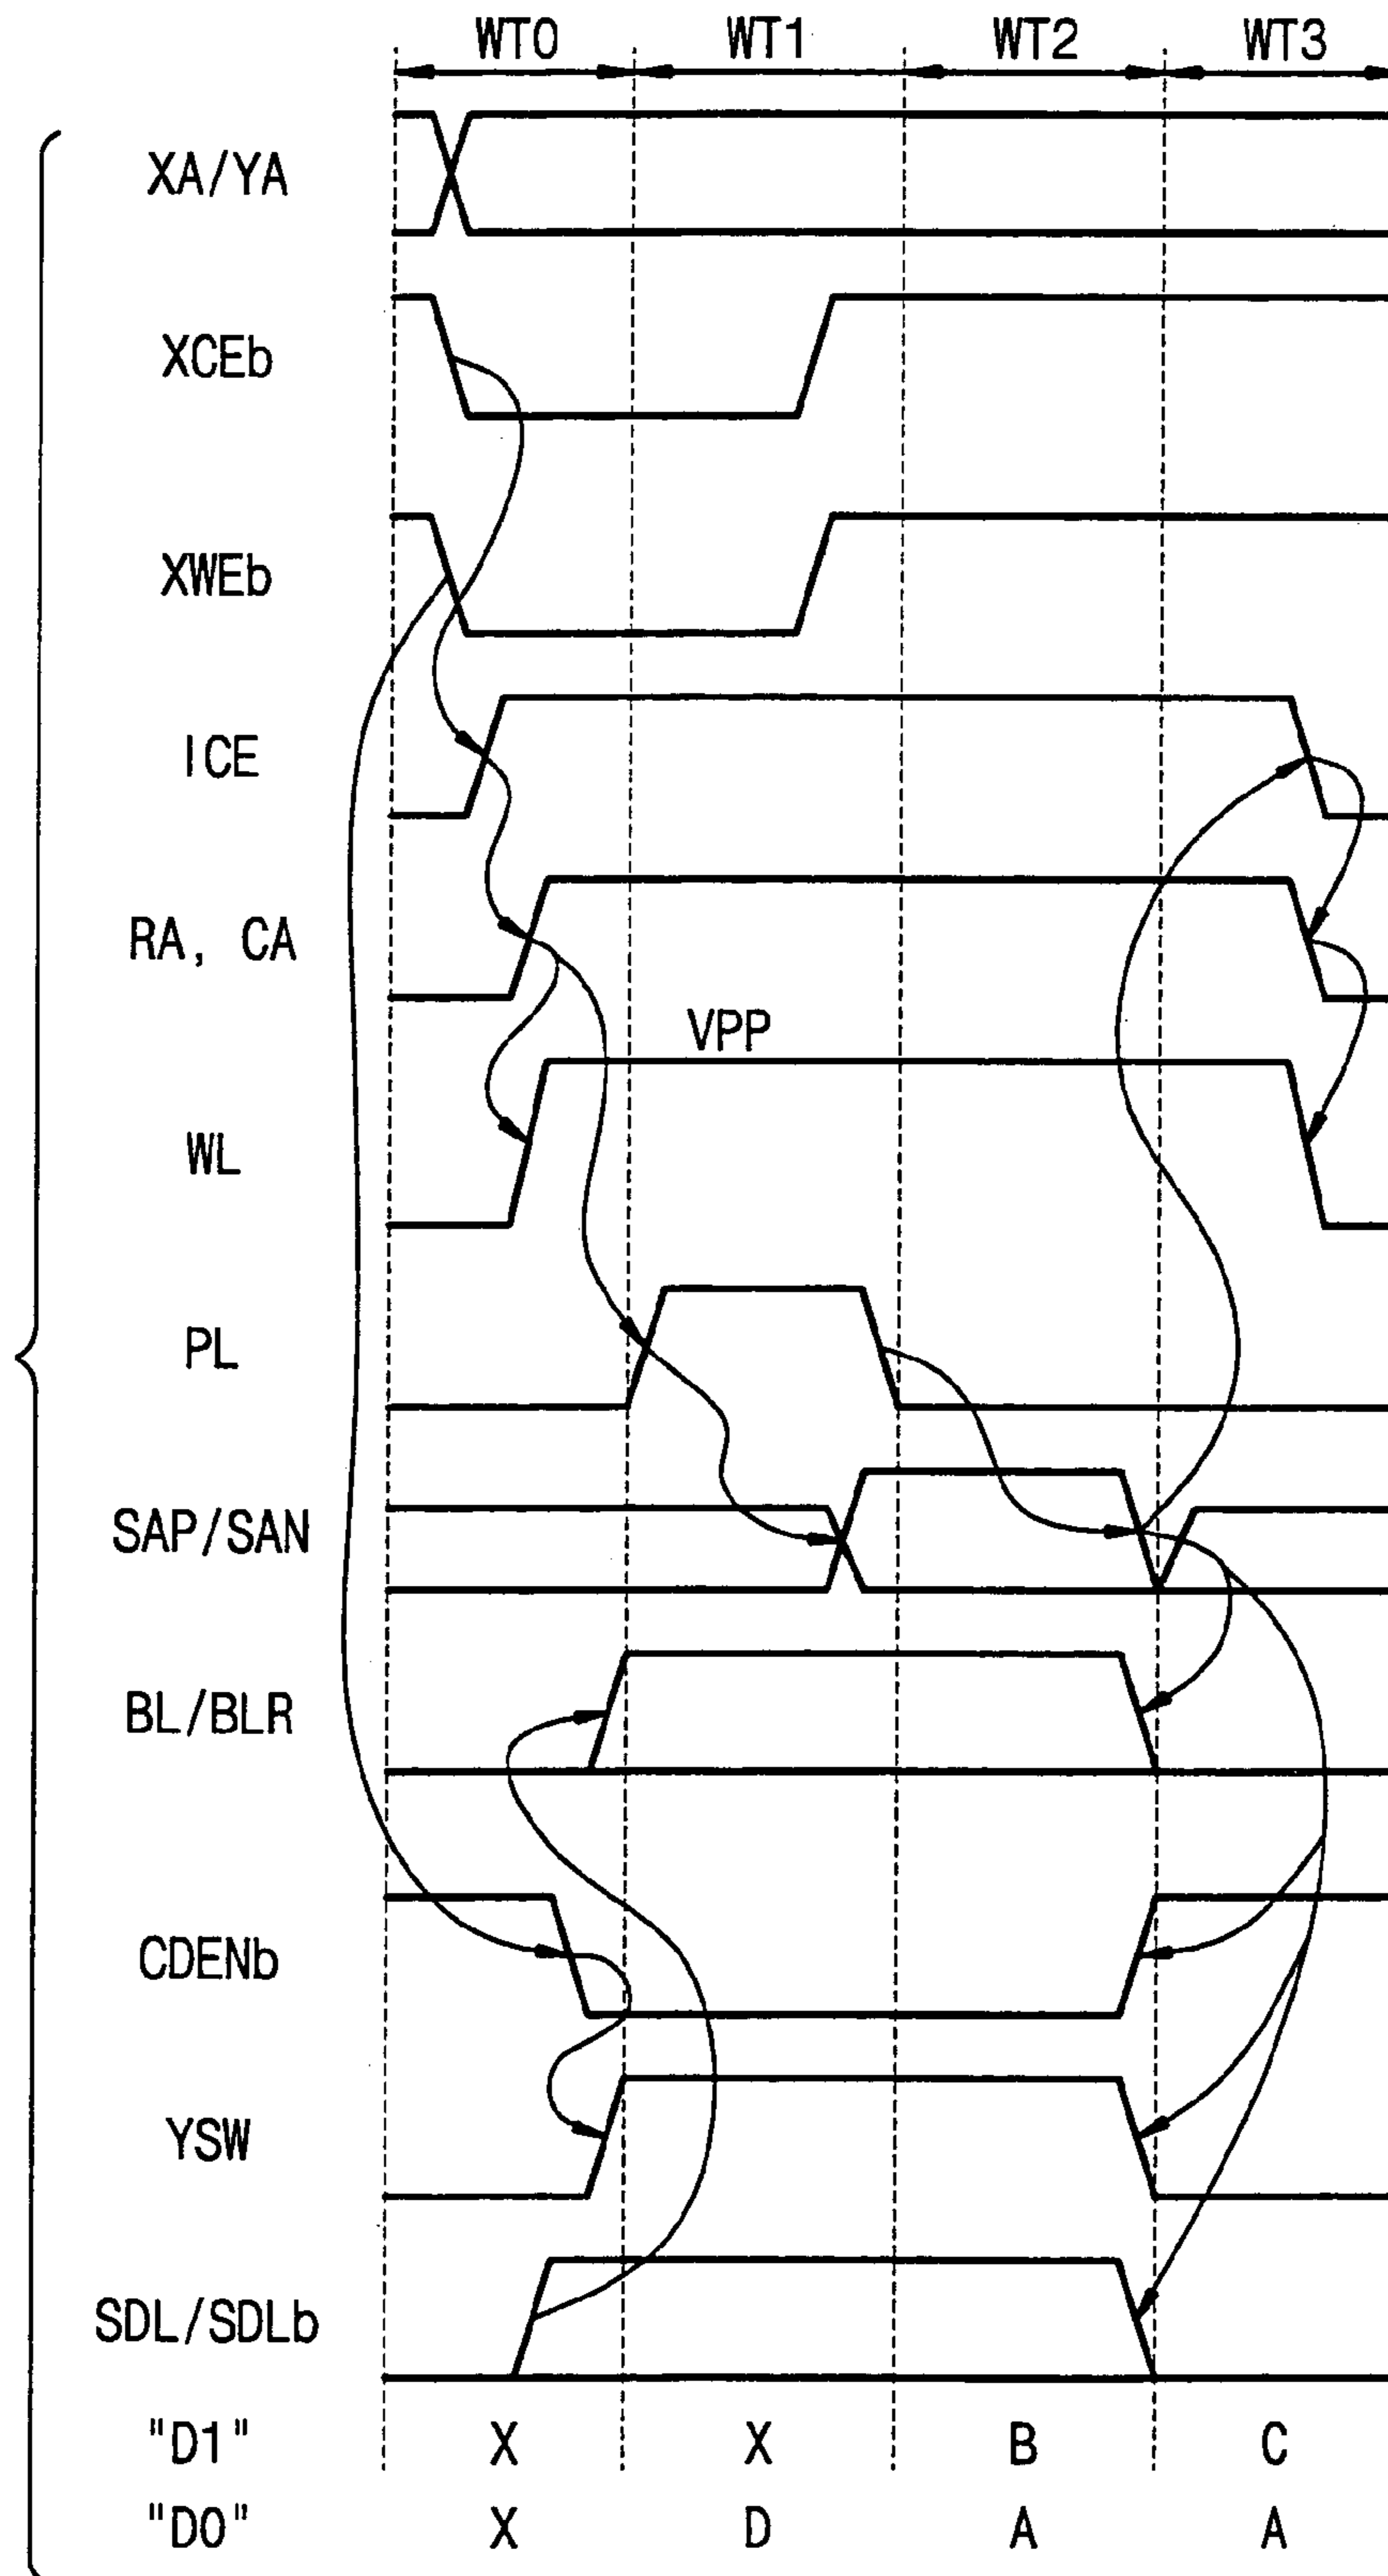 WT0 WT1 WT2 WT3
XA/YA
XCEb
XWEb
ICE
RA, CA
VPP
WL
PL
SAP/SAN
BL/BLR
CDENb
YSW
SDL/SDLb
"D1" X X B C
"D0" X D A A